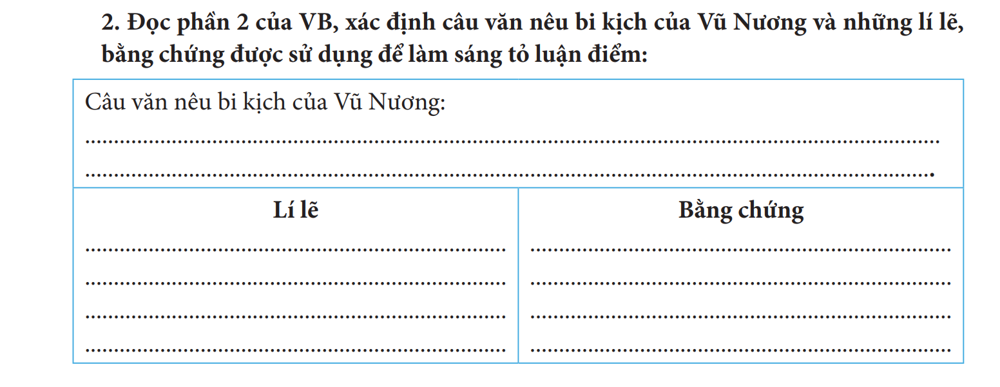 2. Đọc phần 2 của VB, xác định câu văn nêu bi kịch của Vũ Nương và những lí lẽ,
bằng chứng được sử dụng để làm sáng tỏ luận điểm:
Câu văn nêu bi kịch của Vũ Nương:
....................................................................................................................................................
...................................................................................................................................................
Lí lẽ
Bằng chứng
.........................................................................
.........................................................................
.........................................................................
.........................................................................
.........................................................................
.........................................................................
.........................................................................
.........................................................................